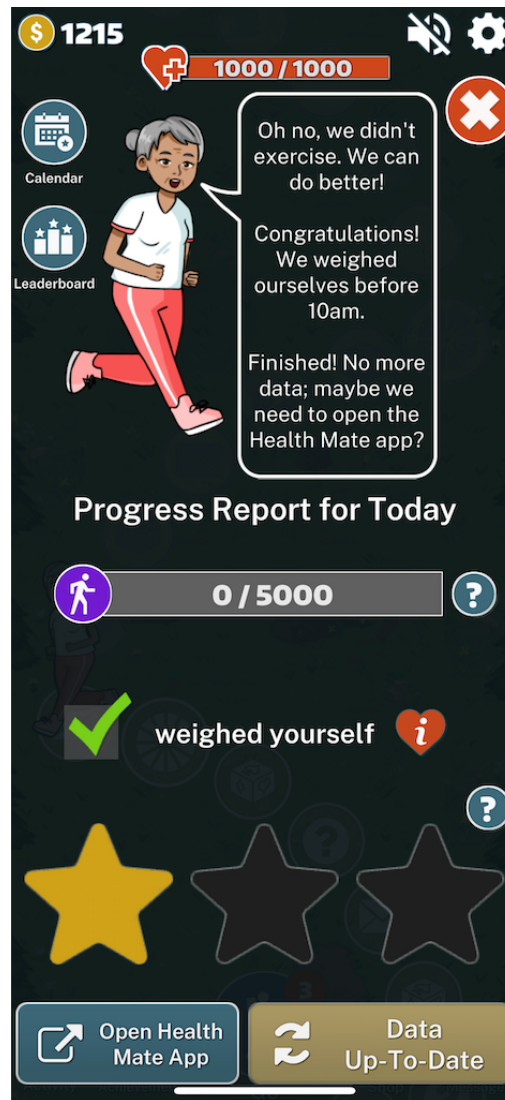 $ 1215
1000 / 1000
Calendar
Leaderboard
Oh no, we didn't
exercise. We can
do better!
Congratulations!
We weighed
ourselves before
10am.
Finished! No more
data; maybe we
need to open the
Health Mate app?
Progress Report for Today
0 / 5000
?
weighed yourself
i
?
?
3
Open Health
Mate App
Data
Up-To-Date